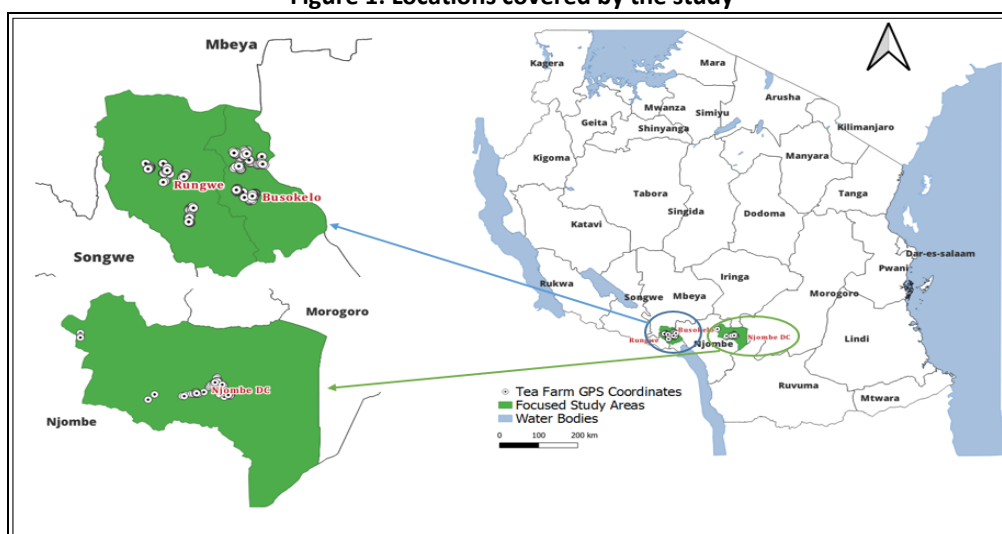 Figure 1: Locations covered by the study
Mbeya
Rungwe
Busokelo
Songwe
Morogoro
Njombe DC
Njombe
Kagera
Mara
Arusha
Mwanza
Simiyu
Geita
Shinyanga
Kilimanjaro
Kigoma
Manyara
Tabora
Tanga
Singida
Dodoma
Katavi
Dar-es-salaam
Pwani
Iringa
Rukwa
Morogoro
Songwe
Mbeya
Busokelo
Rungwe
Njombe
Njombe DC
Lindi
Ruvuma
Mtwara
Tea Farm GPS Coordinates
Focused Study Areas
Water Bodies
0 100 200 km